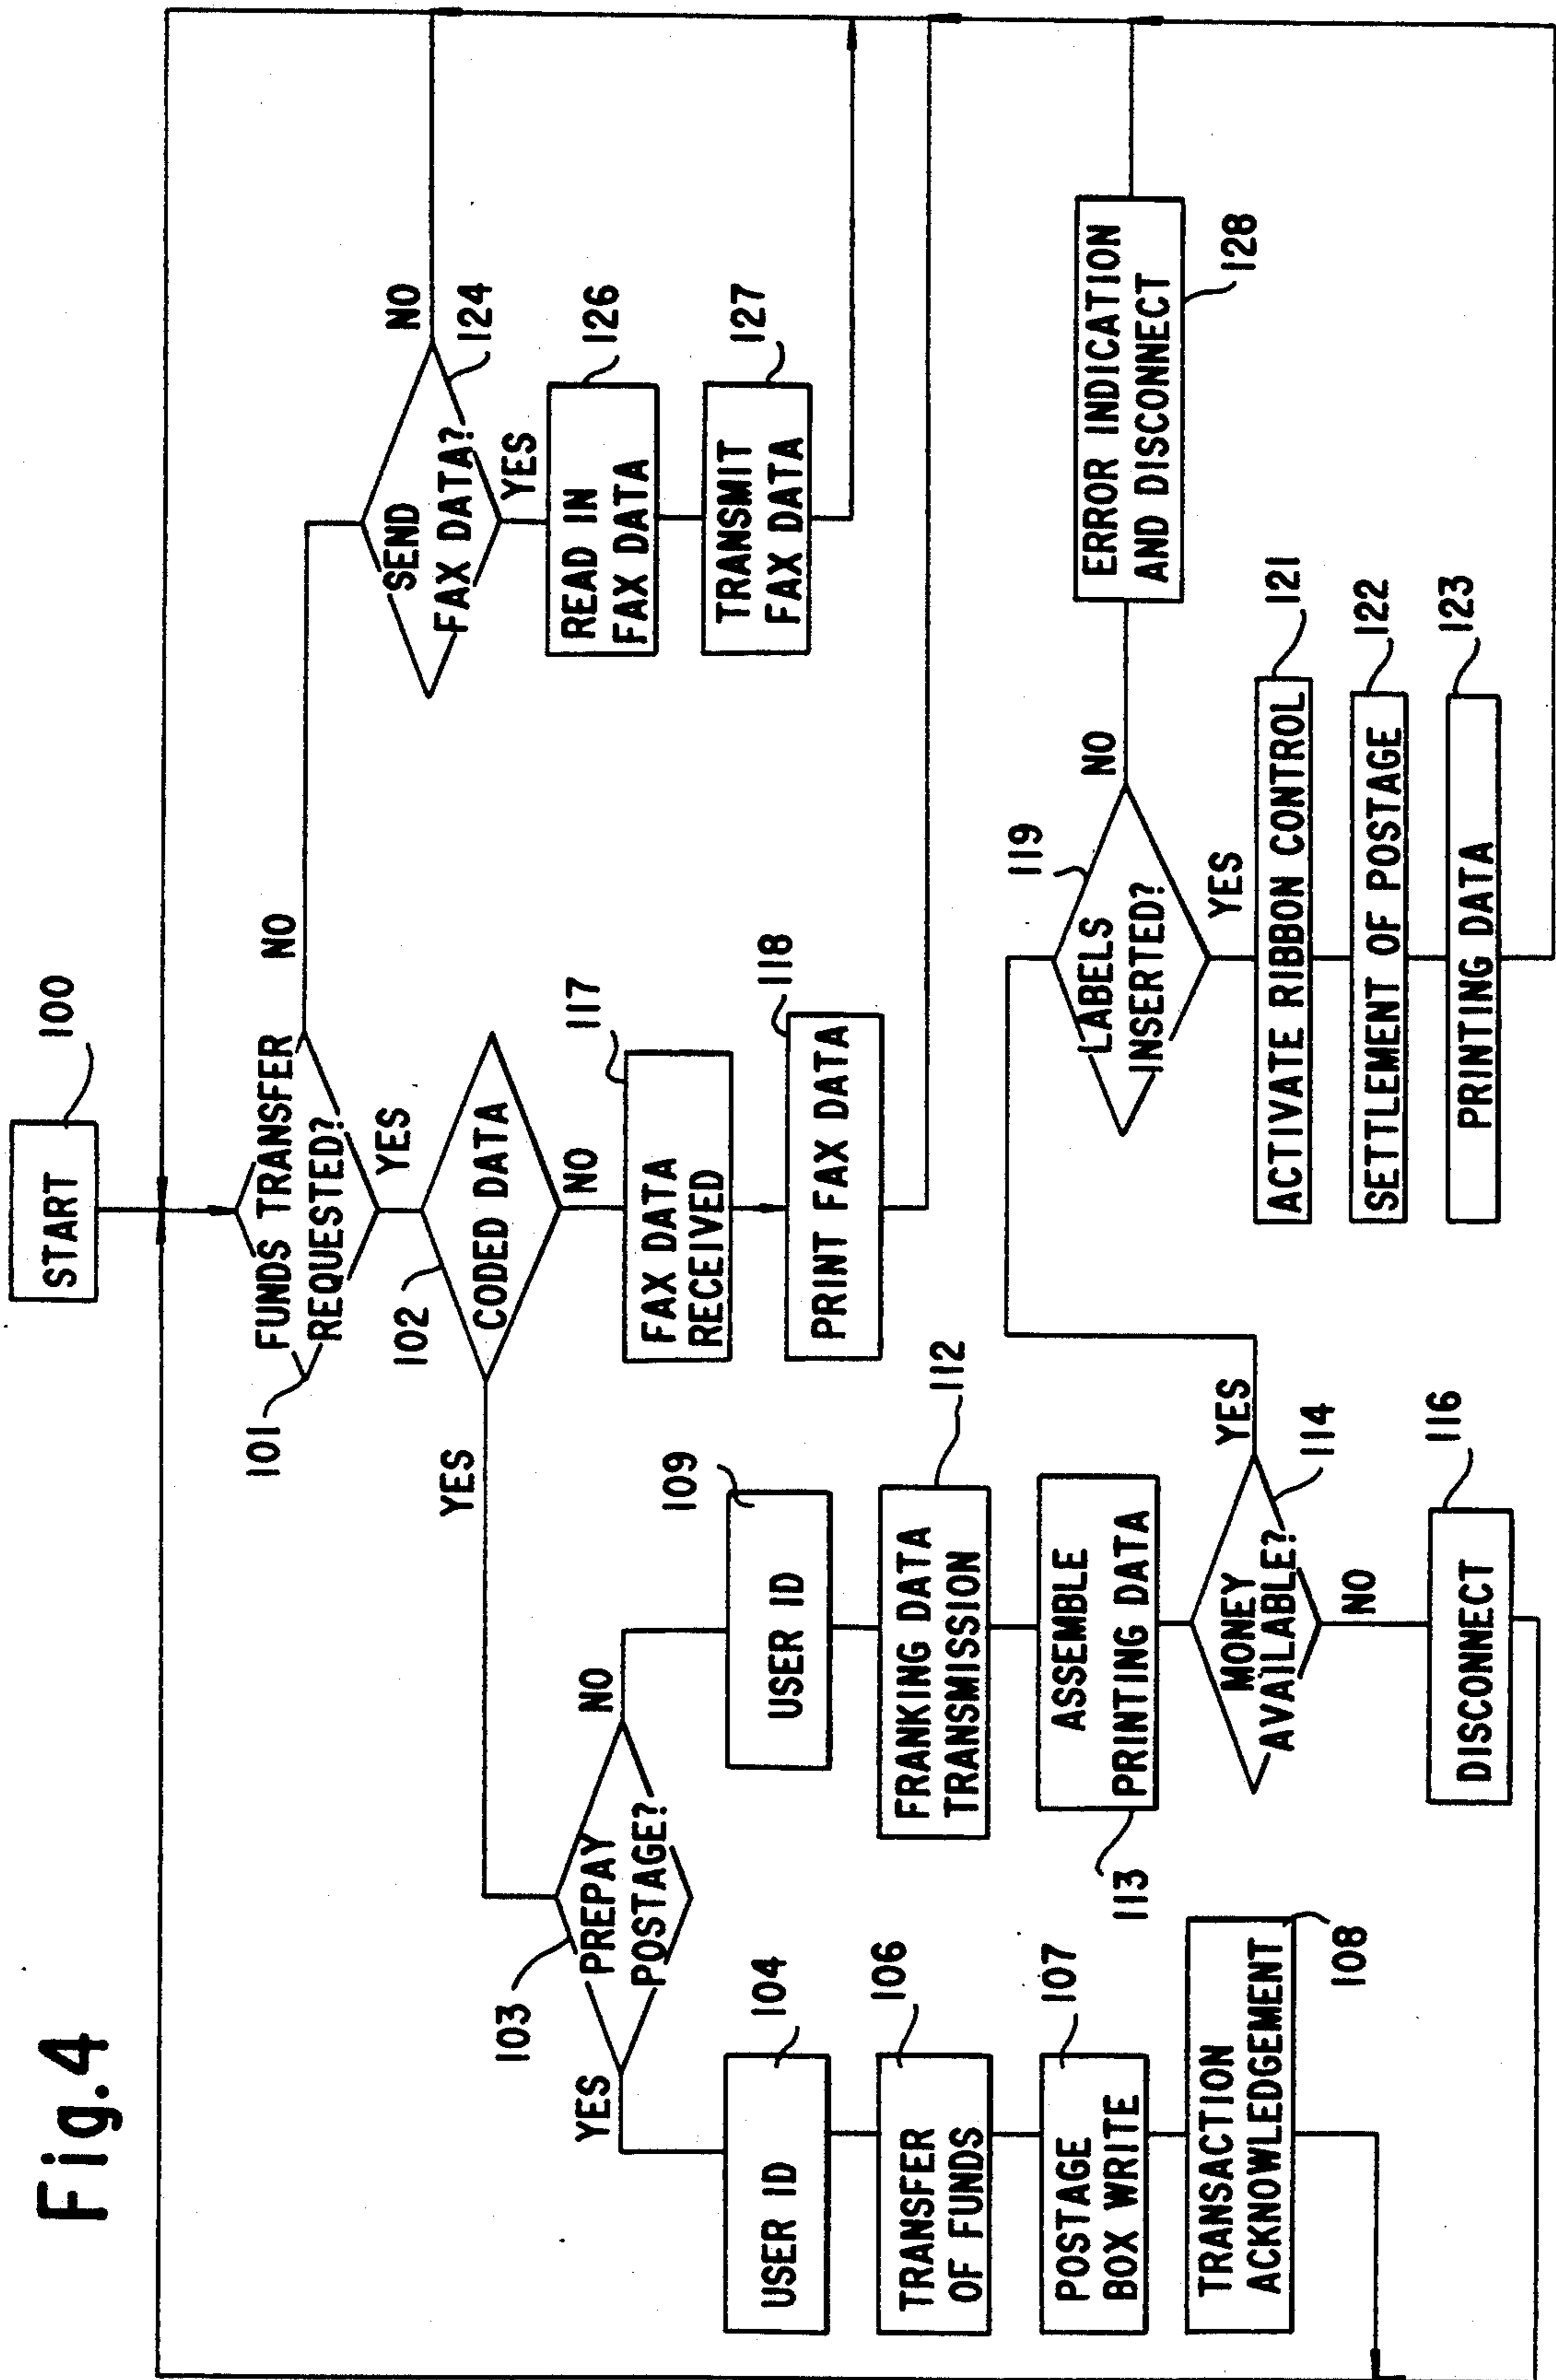 Fig.4
START
100
FUNDS TRANSFER
REQUESTED?
101
NO
YES
SEND
FAX DATA?
NO
124
YES
READ IN
FAX DATA
126
TRANSMIT
FAX DATA
127
102
CODED DATA
YES
NO
FAX DATA
RECEIVED
117
PRINT FAX DATA
118
103
PREPAY
POSTAGE?
YES
NO
USER ID
104
TRANSFER
OF FUNDS
106
POSTAGE
BOX WRITE
107
TRANSACTION
ACKNOWLEDGEMENT
108
USER ID
109
FRANKING DATA
TRANSMISSION
112
ASSEMBLE
PRINTING DATA
113
MONEY
AVAILABLE?
YES
114
NO
DISCONNECT
116
LABELS
INSERTED?
119
NO
YES
ERROR INDICATION
AND DISCONNECT
128
ACTIVATE RIBBON CONTROL
121
SETTLEMENT OF POSTAGE
122
PRINTING DATA
123